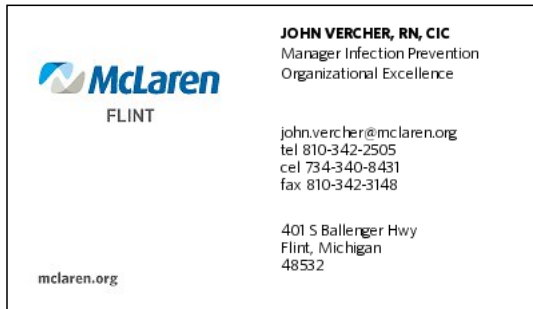 McLaren
FLINT
mclaren.org
JOHN VERCHER, RN, CIC
Manager Infection Prevention
Organizational Excellence
john.vercher@mclaren.org
tel 810-342-2505
cel 734-340-8431
fax 810-342-3148
401 S Ballenger Hwy
Flint, Michigan
48532